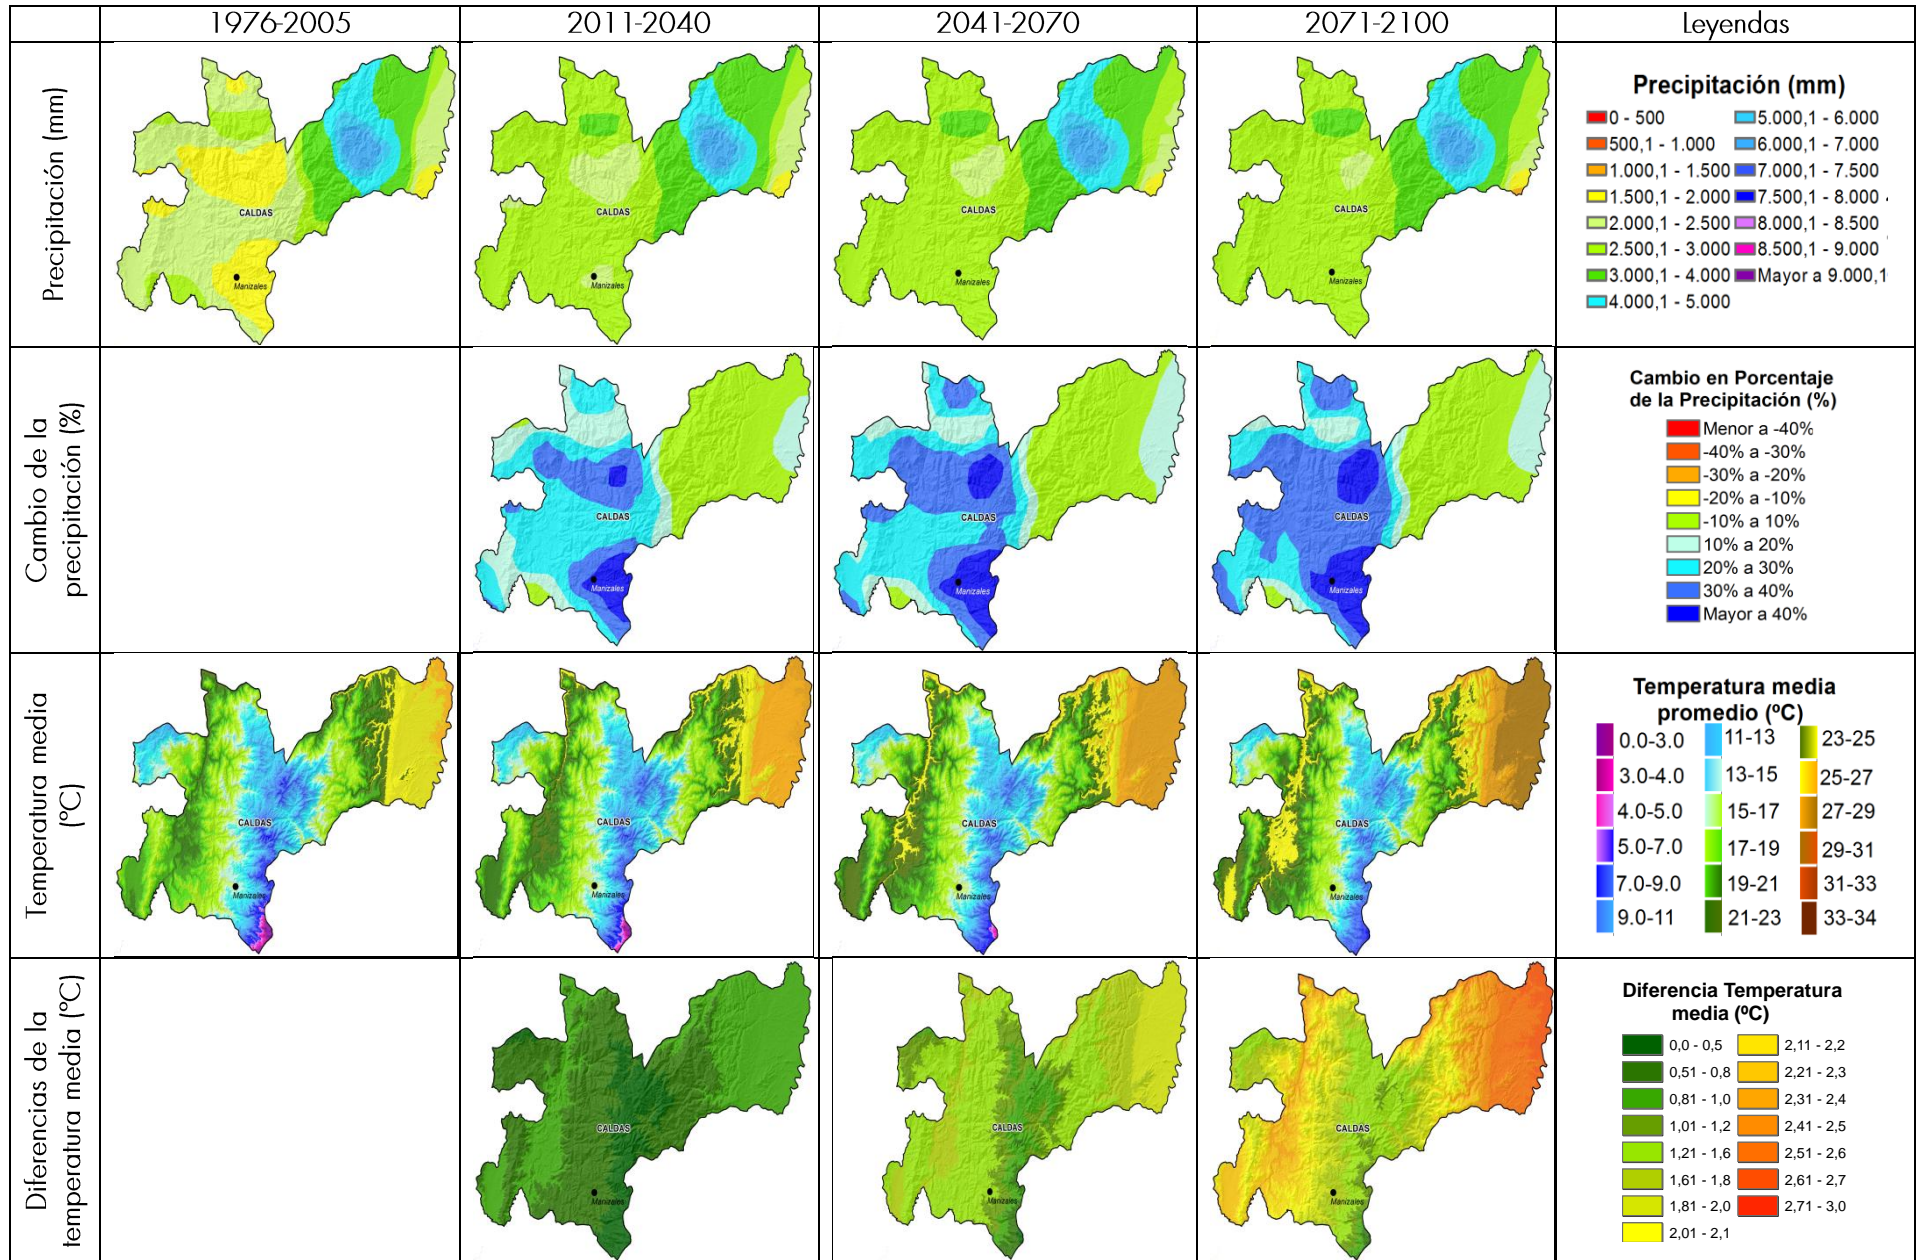 1976-2005
2011-2040
2041-2070
2071-2100
Leyendas
Precipitación (mm)
CALDAS
Manizales
CALDAS
Manizales
CALDAS
Manizales
CALDAS
Manizales
Precipitación (mm)
0 - 500
500,1 - 1.000
1.000,1 - 1.500
1.500,1 - 2.000
2.000,1 - 2.500
2.500,1 - 3.000
3.000,1 - 4.000
4.000,1 - 5.000
5.000,1 - 6.000
6.000,1 - 7.000
7.000,1 - 7.500
7.500,1 - 8.000
8.000,1 - 8.500
8.500,1 - 9.000
Mayor a 9.000,1
Cambio de la
precipitación (%)
CALDAS
Manizales
CALDAS
Manizales
CALDAS
Manizales
Cambio en Porcentaje
de la Precipitación (%)
Menor a -40%
-40% a -30%
-30% a -20%
-20% a -10%
-10% a 10%
10% a 20%
20% a 30%
30% a 40%
Mayor a 40%
Temperatura media
(ºC)
CALDAS
Manizales
CALDAS
Manizales
CALDAS
Manizales
CALDAS
Manizales
Temperatura media
promedio (ºC)
0.0-3.0
3.0-4.0
4.0-5.0
5.0-7.0
7.0-9.0
9.0-11
11-13
13-15
15-17
17-19
19-21
21-23
23-25
25-27
27-29
29-31
31-33
33-34
Diferencias de la
temperatura media (ºC)
CALDAS
Manizales
CALDAS
Manizales
CALDAS
Manizales
Diferencia Temperatura
media (ºC)
0,0 - 0,5
0,51 - 0,8
0,81 - 1,0
1,01 - 1,2
1,21 - 1,6
1,61 - 1,8
1,81 - 2,0
2,01 - 2,1
2,11 - 2,2
2,21 - 2,3
2,31 - 2,4
2,41 - 2,5
2,51 - 2,6
2,61 - 2,7
2,71 - 3,0